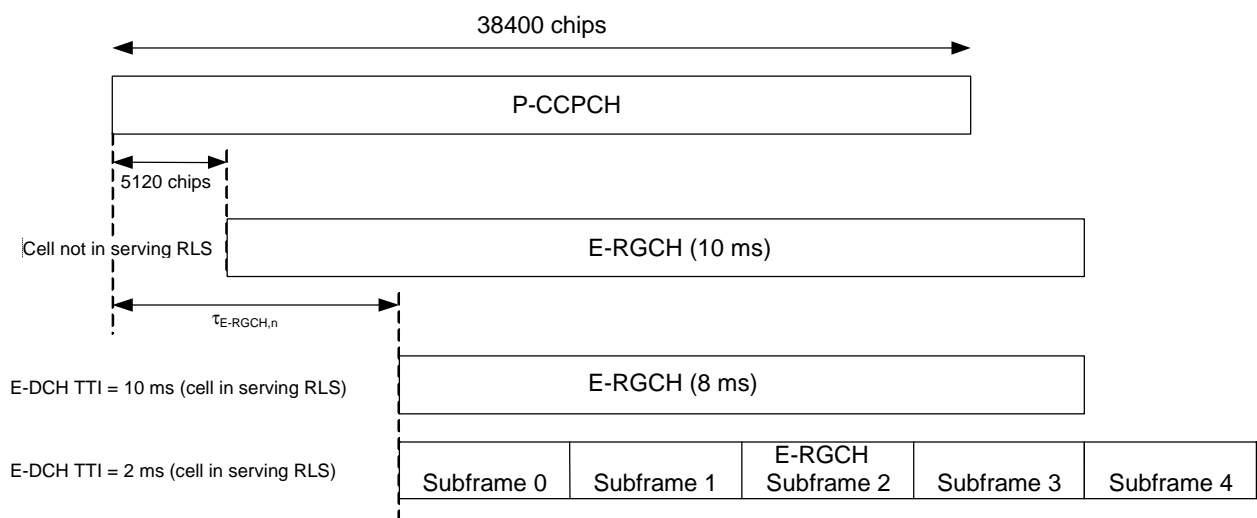 38400 chips
P-CCPCH
5120 chips
Cell not in serving RLS
E-RGCH (10 ms)
τE-RGCH,n
E-DCH TTI = 10 ms (cell in serving RLS)
E-RGCH (8 ms)
E-DCH TTI = 2 ms (cell in serving RLS)
E-RGCH
Subframe 0 Subframe 1 Subframe 2 Subframe 3 Subframe 4